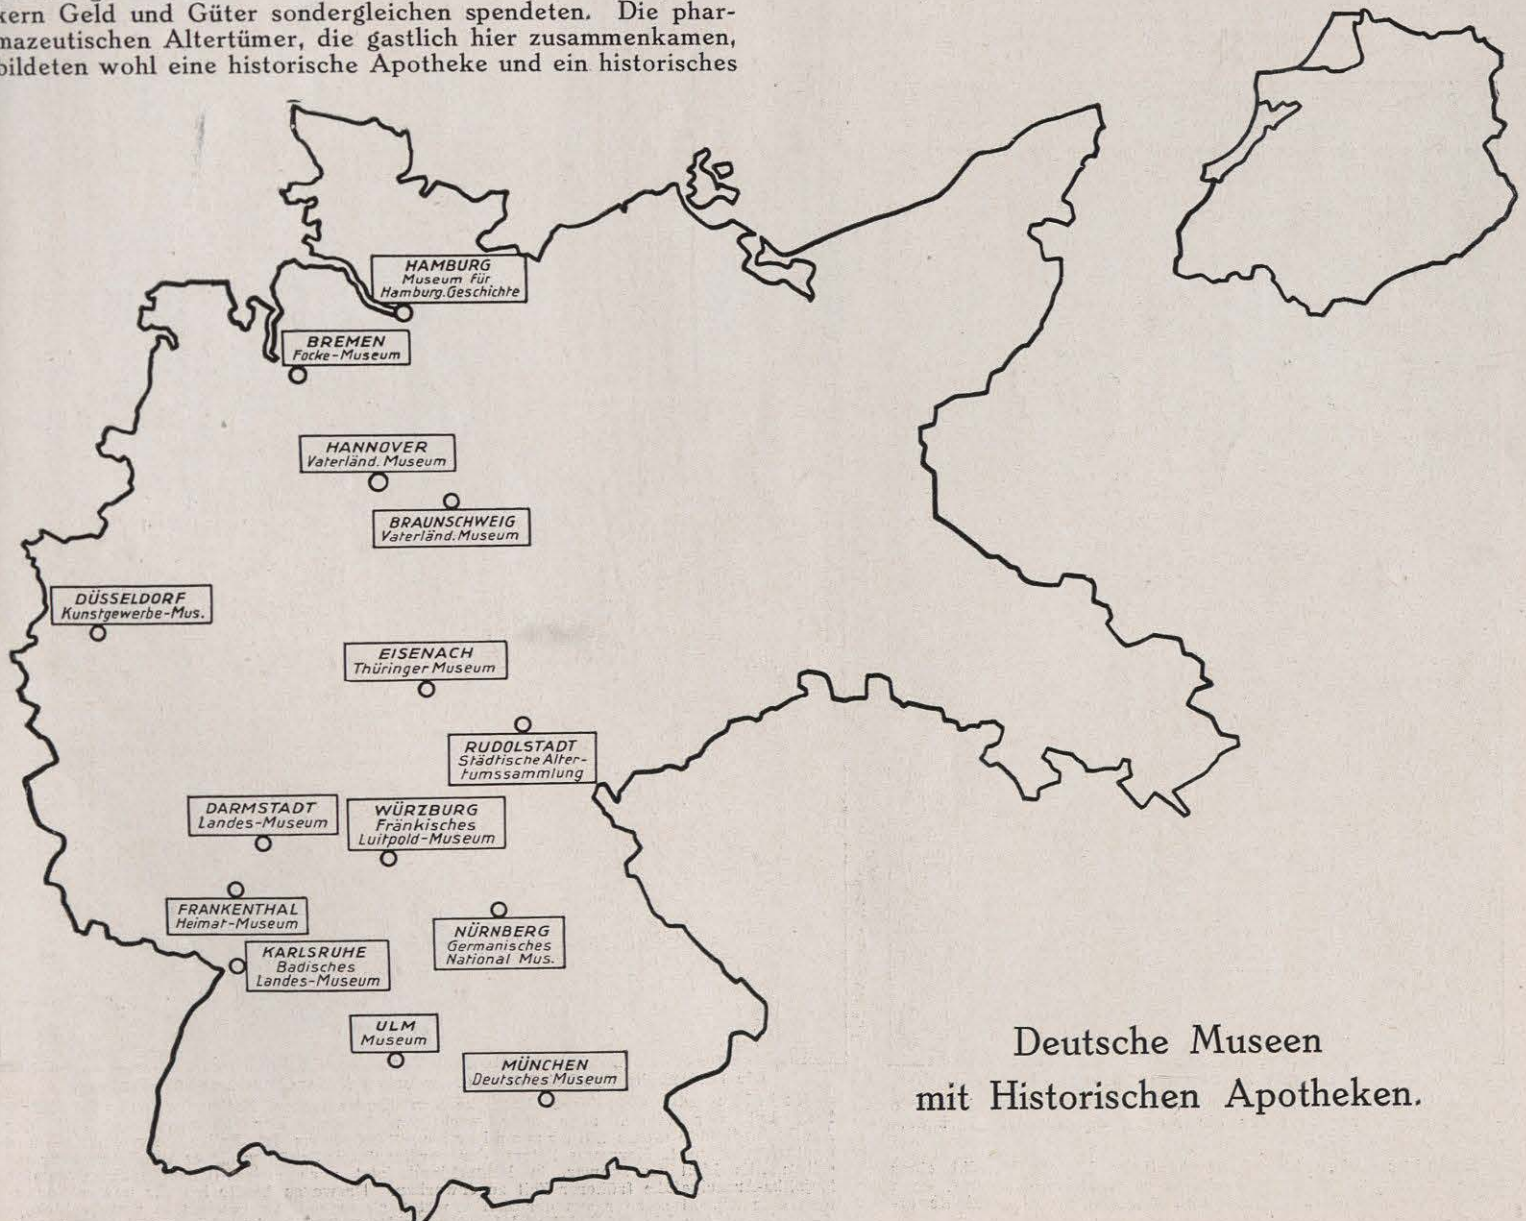 Geld und Güter sondergleichen spendeten. Die phar-
mazeutischen Altertümer, die gastlich hier zusammenkamen,
bildeten wohl eine historische Apotheke und ein historisches
HAMBURG
Museum für
Hamburg.Geschichte
BREMEN
Focke-Museum
HANNOVER
Vaterländ. Museum
BRAUNSCHWEIG
Vaterländ. Museum
DÜSSELDORF
Kunstgewerbe-Mus.
EISENACH
Thüringer Museum
RUDOLSTADT
Städtische Alter-
tumssammlung
DARMSTADT
Landes-Museum
WÜRZBURG
Fränkisches
Luitpold-Museum
FRANKENTHAL
Heimat-Museum
NÜRNBERG
Germanisches
National Mus.
KARLSRUHE
Badisches
Landes-Museum
ULM
Museum
MÜNCHEN
Deutsches Museum
Deutsche Museen
mit Historischen Apotheken.